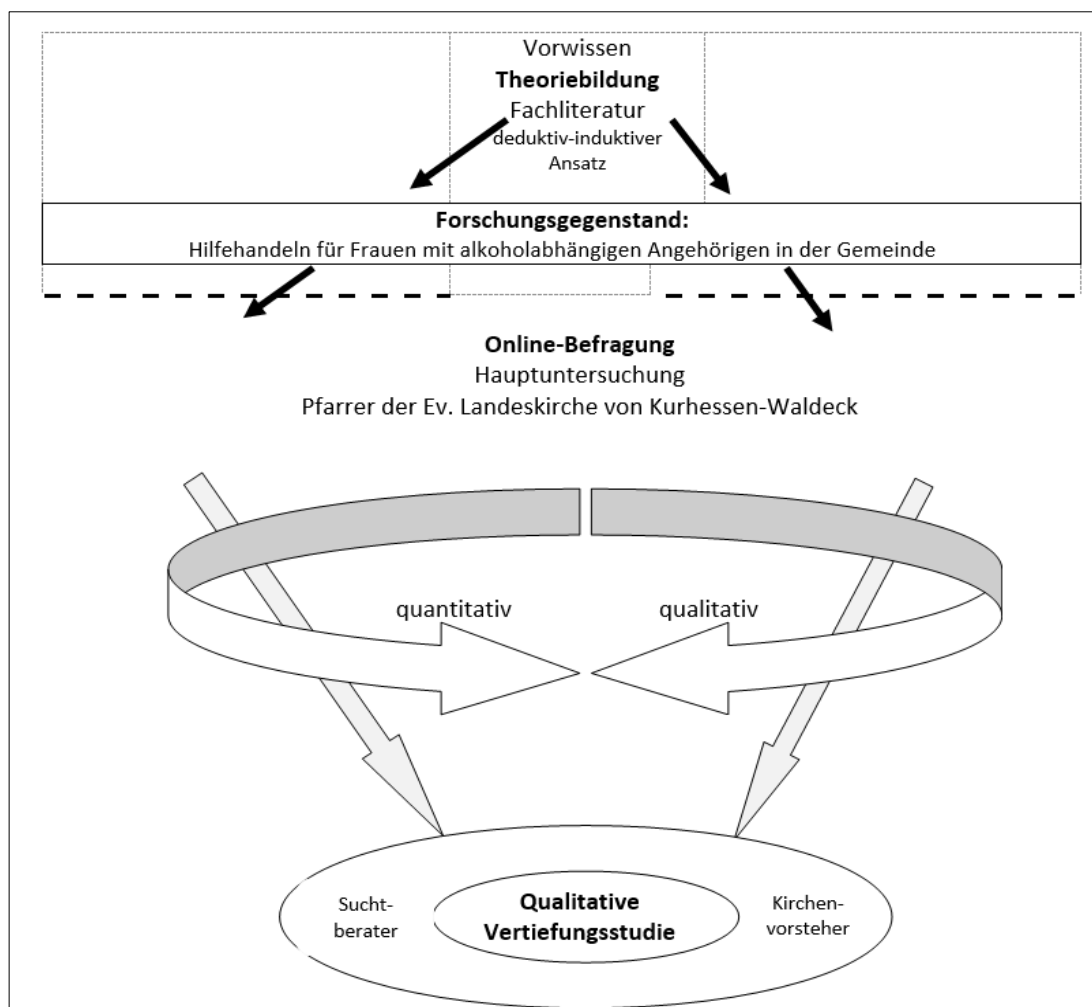 Vorwissen
Theoriebildung
Fachliteratur
deduktiv-induktiver
Ansatz
Forschungsgegenstand:
Hilfehandeln für Frauen mit alkoholabhängigen Angehörigen in der Gemeinde
Online-Befragung
Hauptuntersuchung
Pfarrer der Ev. Landeskirche von Kurhessen-Waldeck
quantitativ
qualitativ
Sucht-
berater
Qualitative
Vertiefungsstudie
Kirchen-
vorsteher